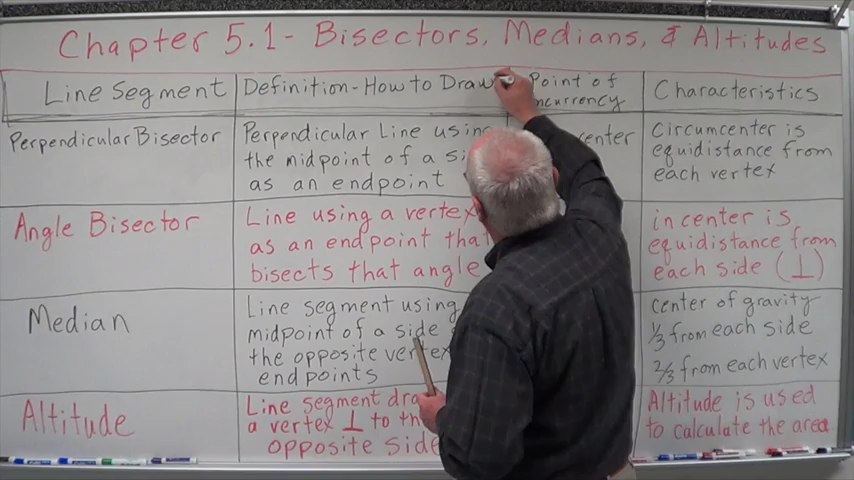 Chapter 5.1 - Bisectors, Medians, & Altitudes
Line Segment
Definition - How to Draw
Point of
Characteristics
Perpendicular Bisector
Perpendicular Line using
the midpoint of a
as an endpoint
Circumcenter is
equidistance from
each vertex
Angle Bisector
Line using a vertex
as an endpoint that
bisects that angle
incenter is
equidistance from
each side (⊥)
Median
Line segment using
midpoint of a side
the opposite vertex
endpoints
center of gravity
1/3 from each side
2/3 from each vertex
Altitude
Line segment
a vertex ⊥ to
opposite side
Altitude is used
to calculate the area